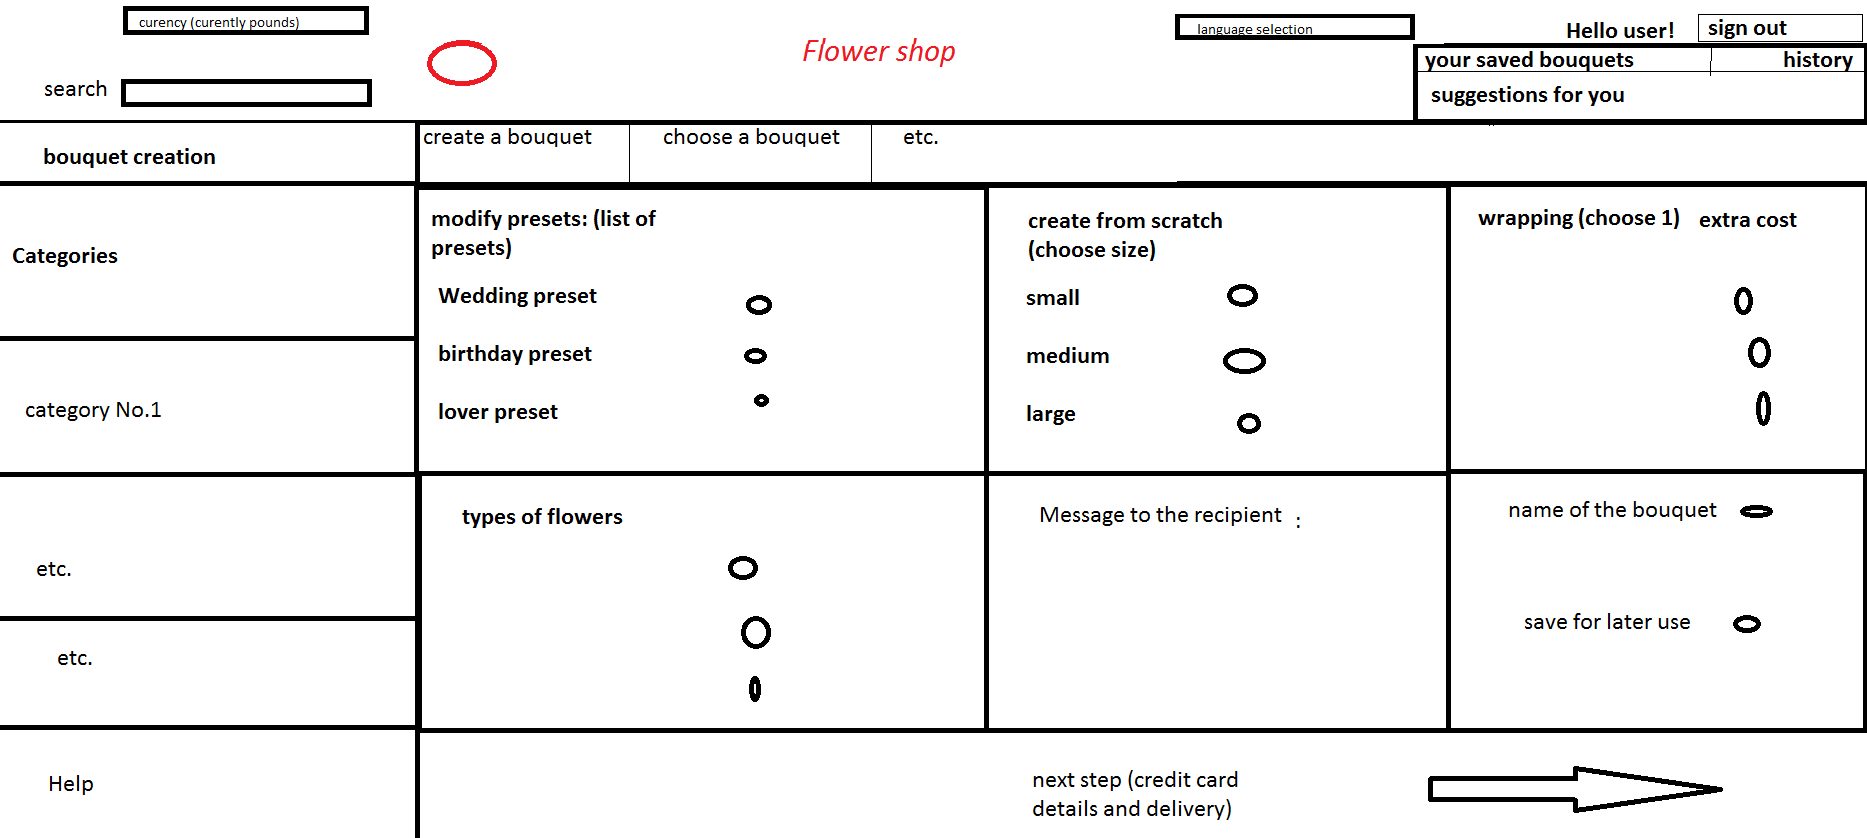 curency (curently pounds)
language selection
Hello user!
sign out
Flower shop
your saved bouquets
history
search
suggestions for you
bouquet creation
create a bouquet
choose a bouquet
etc.
Categories
category No.1
etc.
etc.
Help
modify presets: (list of
presets)
Wedding preset
birthday preset
lover preset
create from scratch
(choose size)
small
medium
large
wrapping (choose 1)
extra cost
types of flowers
Message to the recipient :
name of the bouquet
save for later use
next step (credit card
details and delivery)